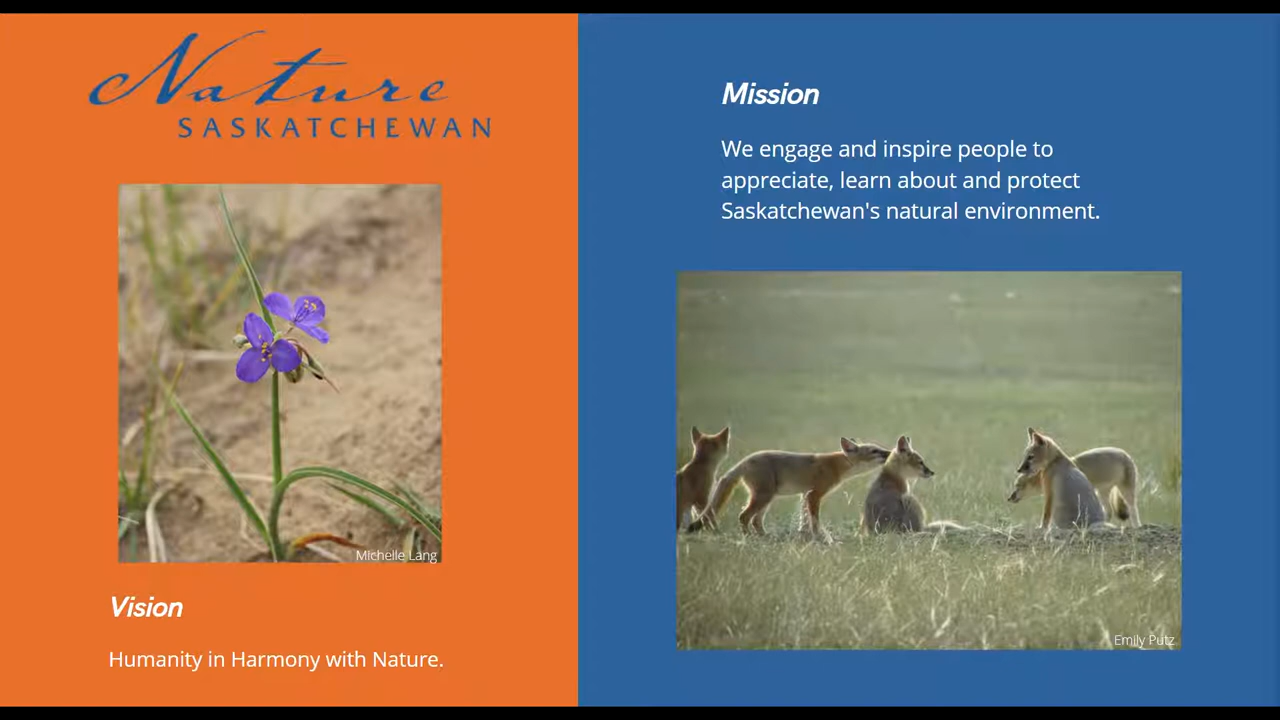 Nature
SASKATCHEWAN
Michelle Lang
Vision
Humanity in Harmony with Nature.
Mission
We engage and inspire people to
appreciate, learn about and protect
Saskatchewan's natural environment.
Emily Putz